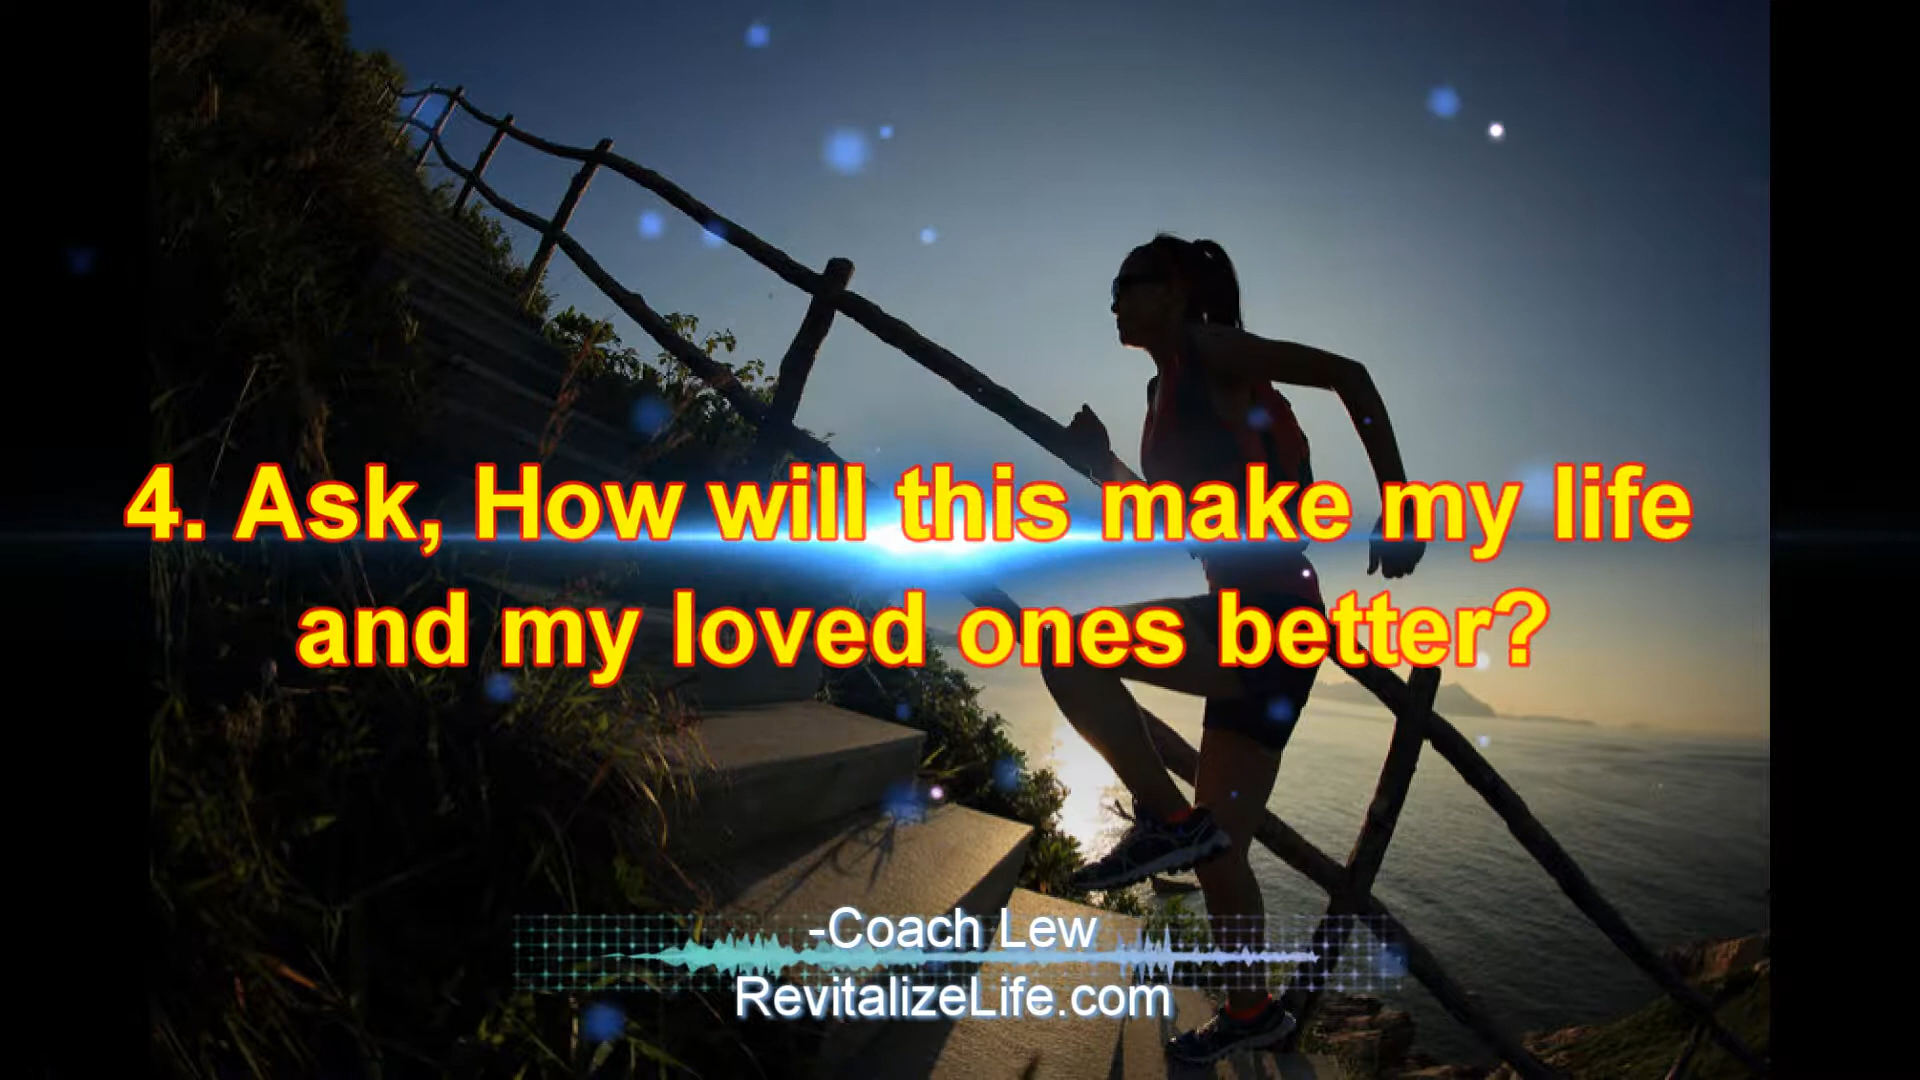 4. Ask, How will this make my life
and my loved ones better?
-Coach Lew
RevitalizeLife.com